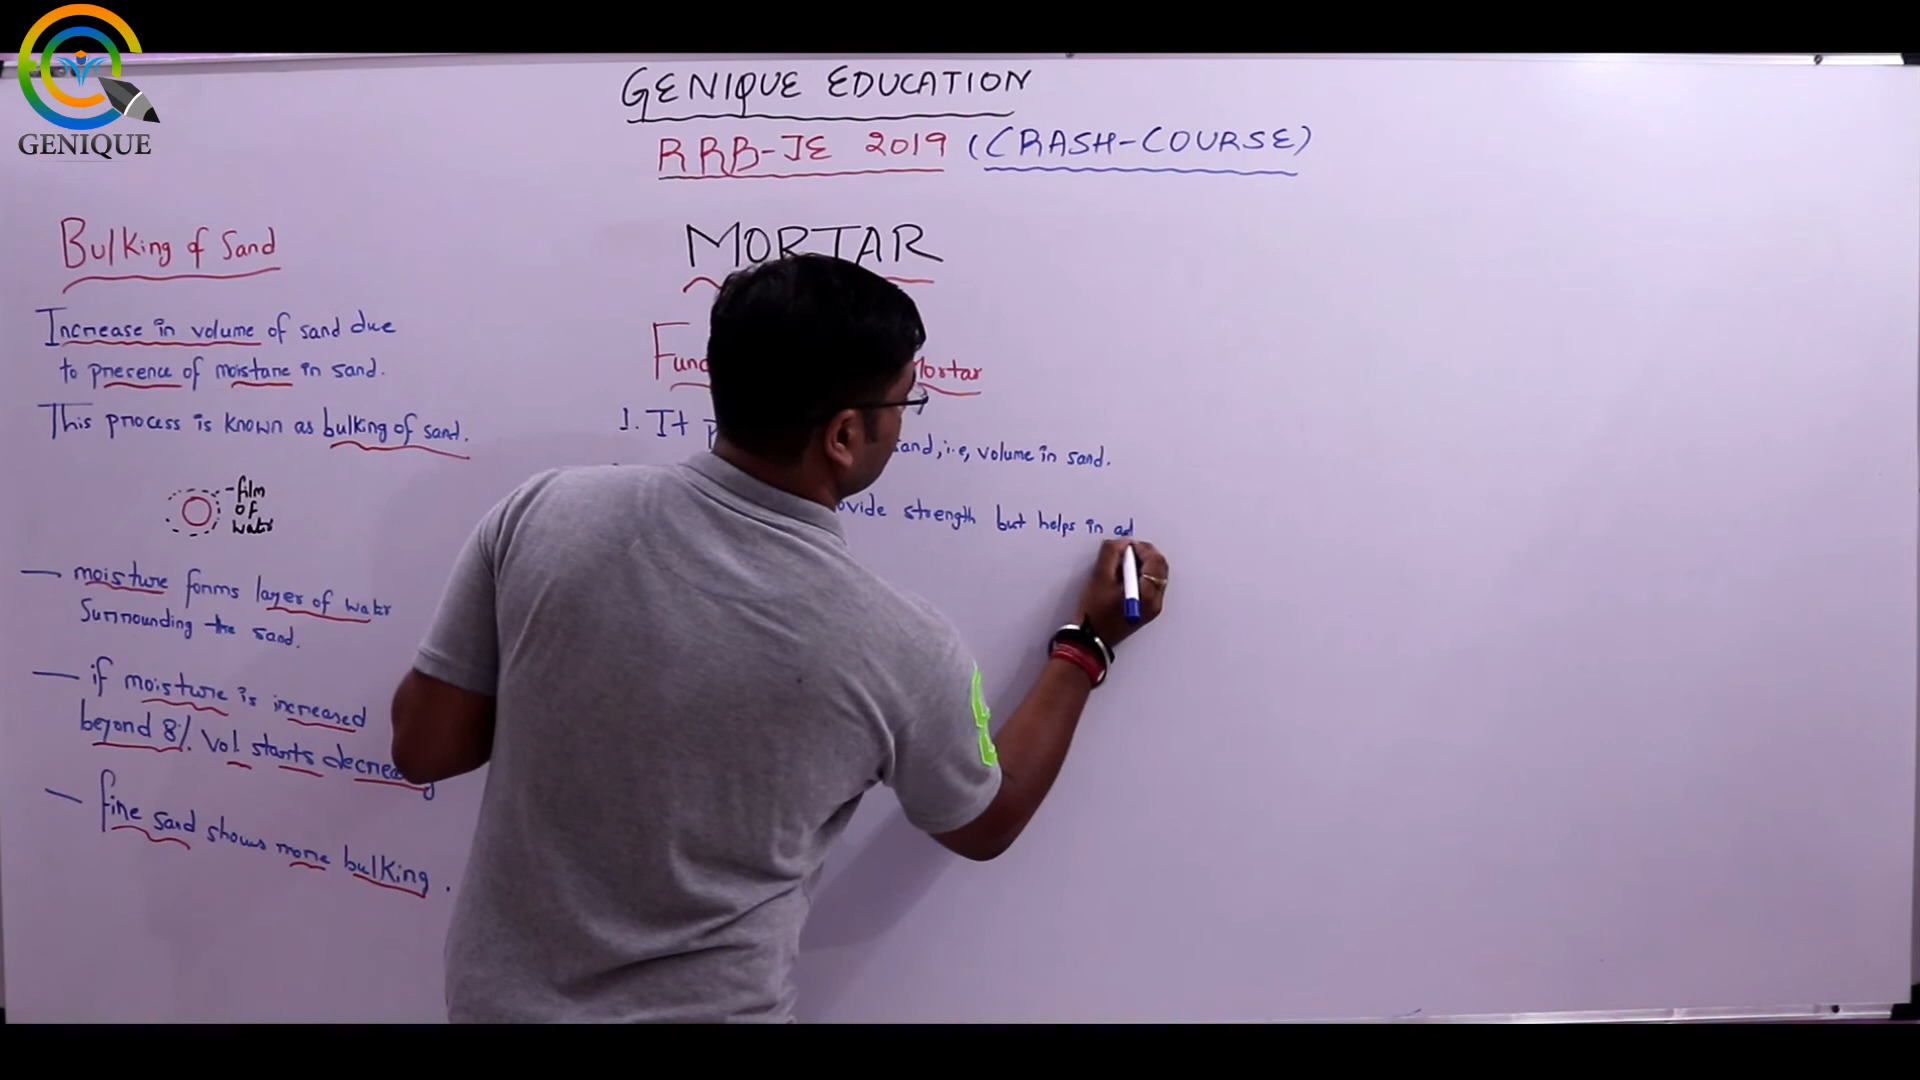 GENIQUE
GENIQUE EDUCATION
RRB-JE 2019 (CRASH-COURSE)
Bulking of Sand
Increase in volume of sand due
to presence of moistane in sand.
This process is known as bulking of sand.
film
of
water
— moisture forms layer of water
Surrounding the sand.
— if moisture is increased
beyond 8%. Vol starts decreasing
— fine sand shows more bulking.
MORTAR
Mortar
1. It
sand, i.e, volume in sand.
strength but helps in ad